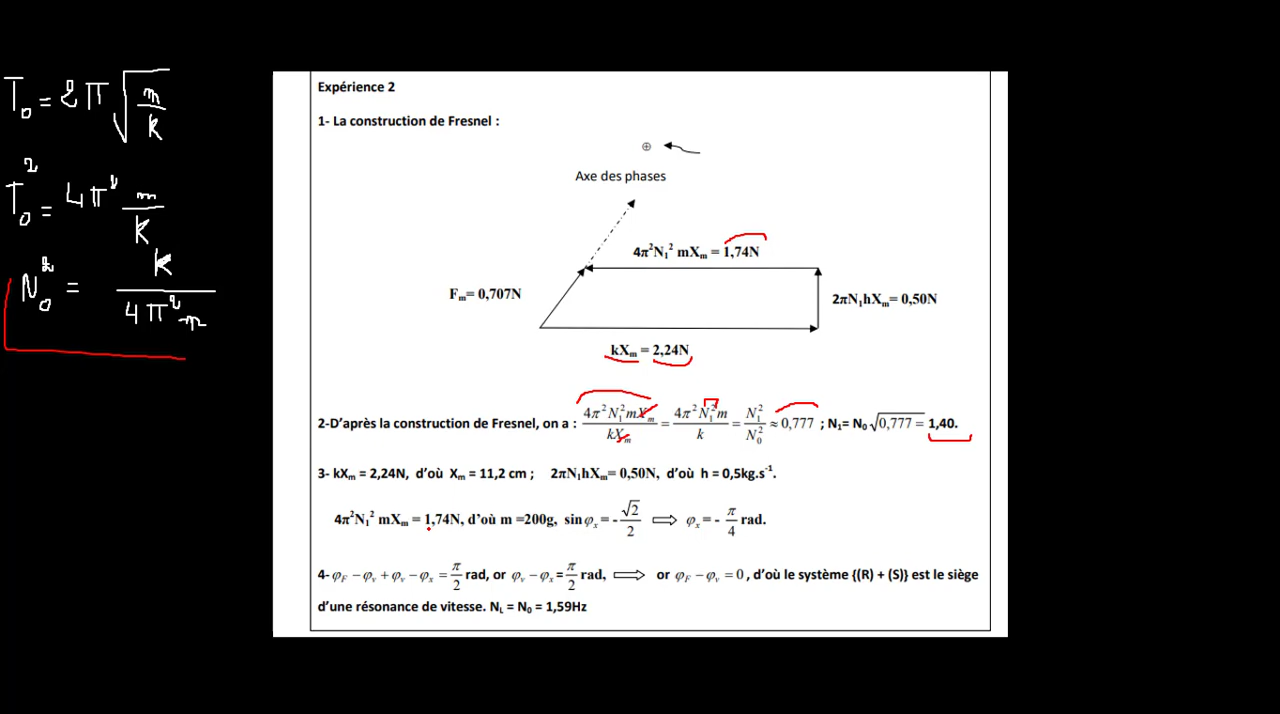 T₀ = 2π√(m/k)
T₀² = 4π² m/k
N₀² = k/(4π²m)
Expérience 2
1- La construction de Fresnel :
Axe des phases
4π²N₁² mXₘ = 1,74N
Fₘ= 0,707N
2πN₁hXₘ= 0,50N
kXₘ = 2,24N
2-D’après la construction de Fresnel, on a : 4π²N₁²mXₘ/kXₘ = 4π²N₁²m/k = N₁²/N₀² ≈ 0,777 ; N₁= N₀ √(0,777 =) 1,40.
3- kXₘ = 2,24N, d’où Xₘ = 11,2 cm ; 2πN₁hXₘ= 0,50N, d’où h = 0,5kg.s⁻¹.
4π²N₁² mXₘ = 1,74N, d’où m =200g, sinφₓ = - √2/2 ⟹ φₓ = - π/4 rad.
4- φF − φv + φv − φx = π/2 rad, or φv − φx = π/2 rad, ⟹ or φF − φv = 0 , d’où le système {(R) + (S)} est le siège
d’une résonance de vitesse. N_L = N₀ = 1,59Hz